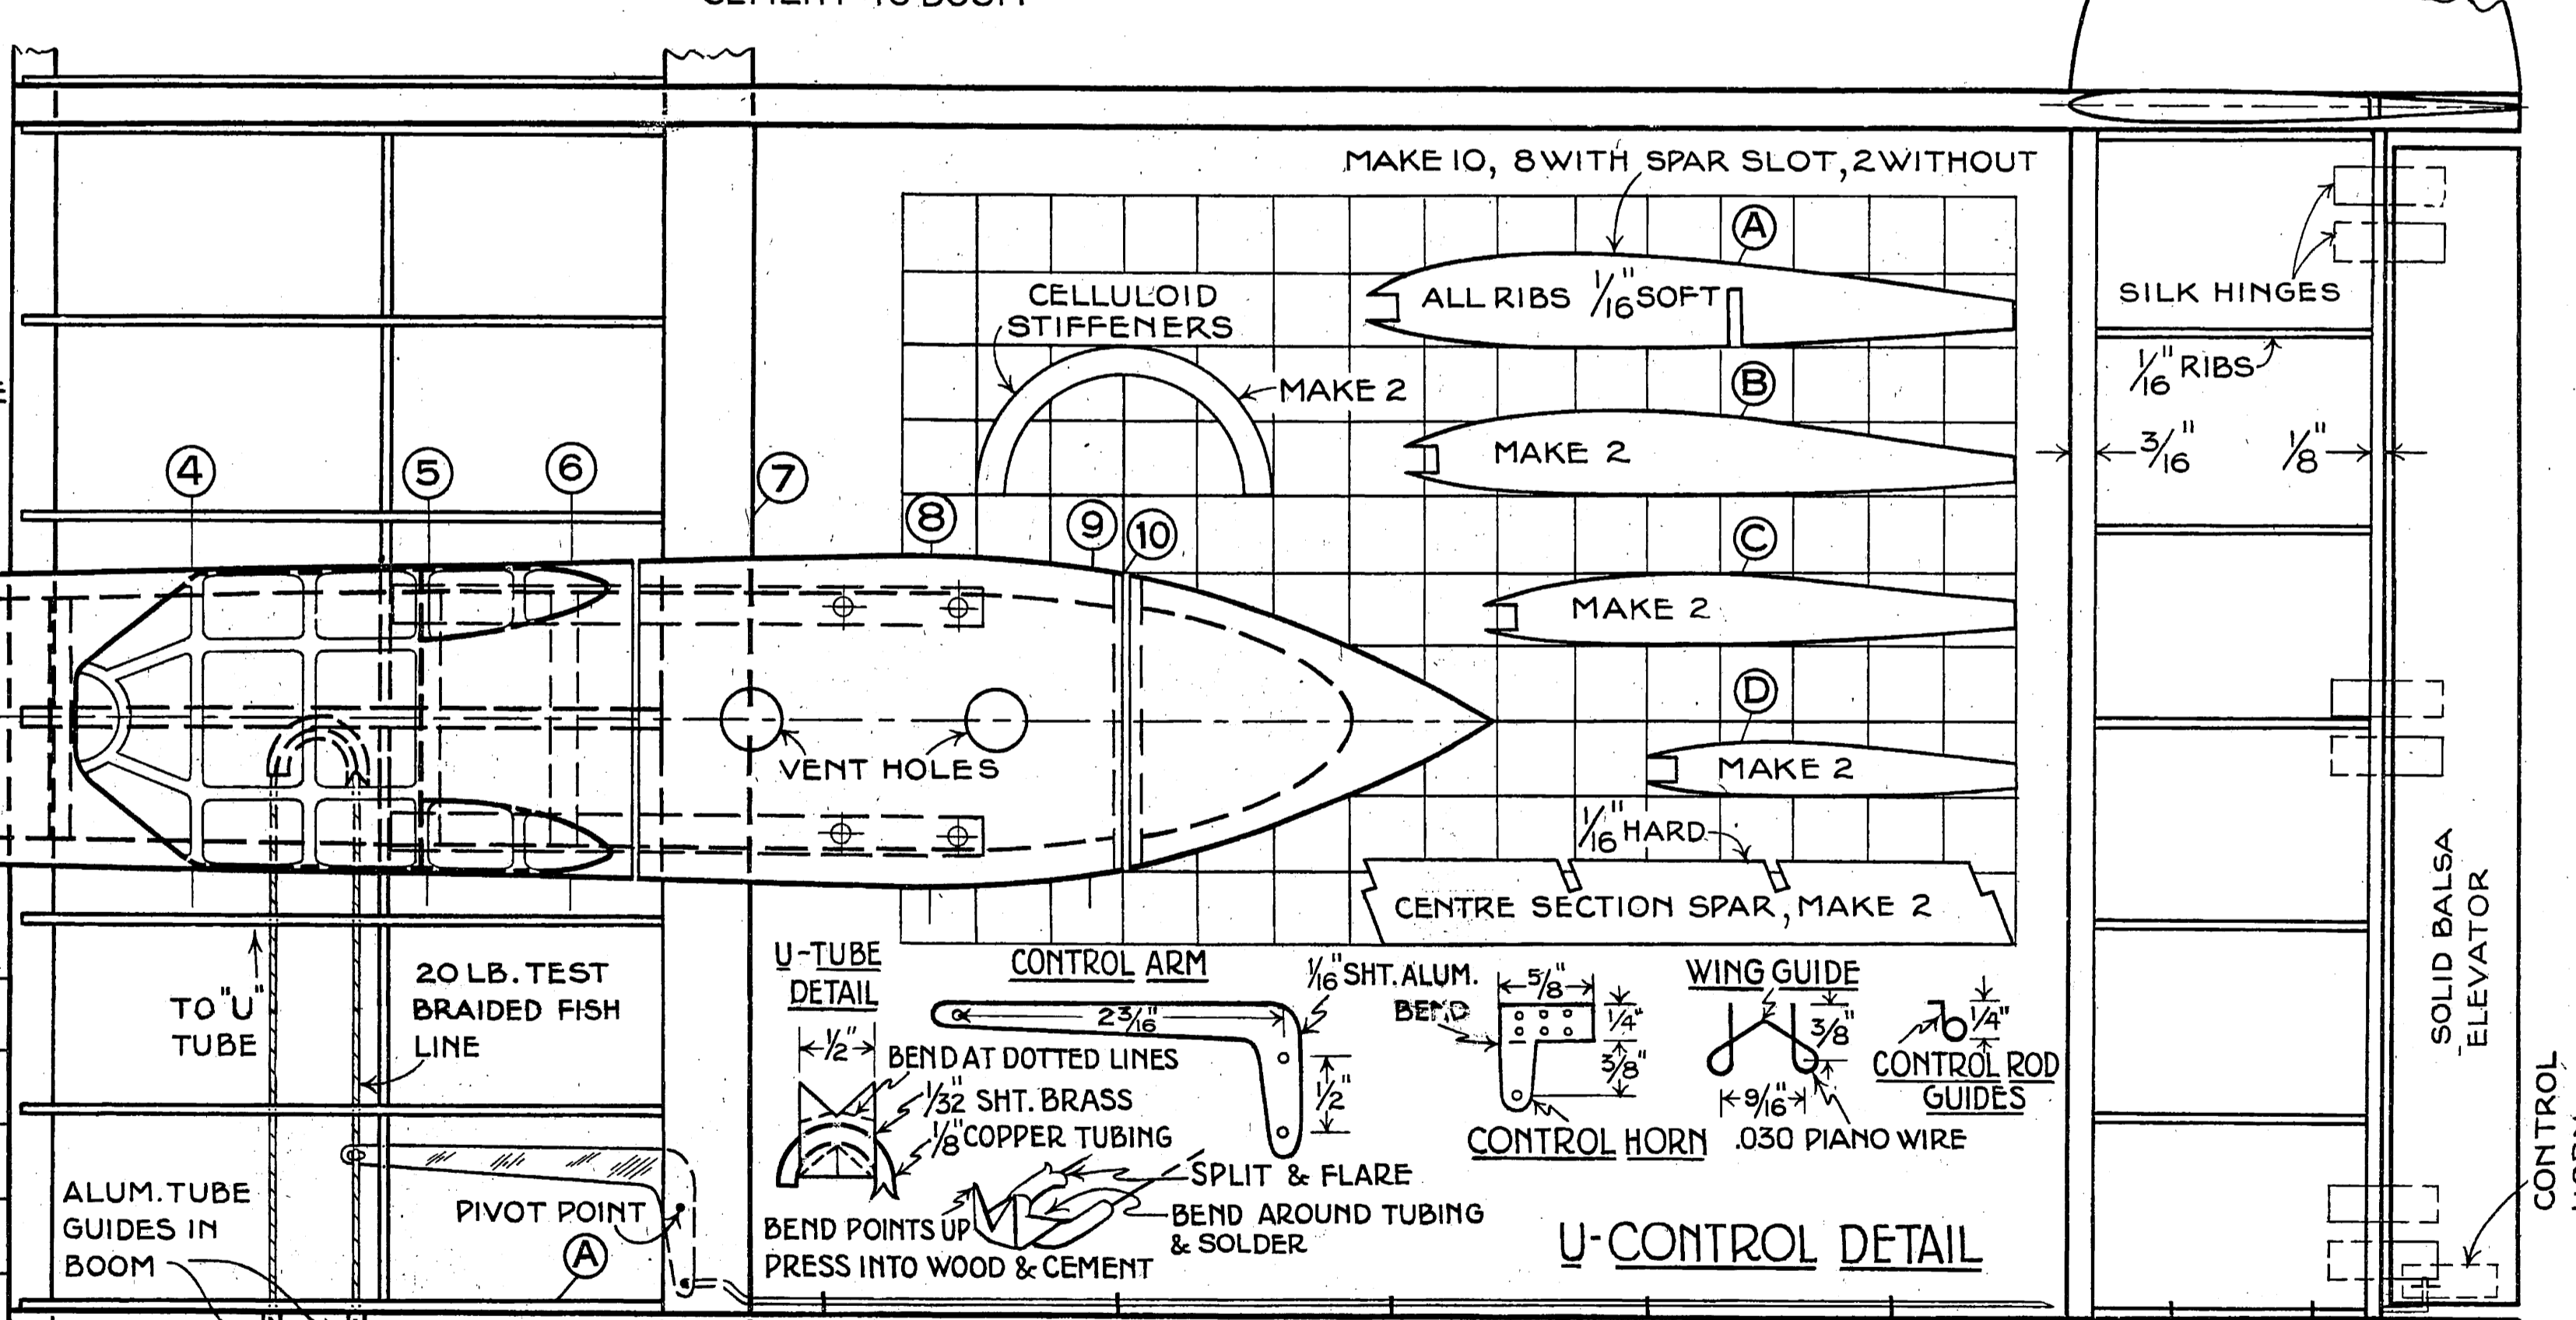 CEMENT TO BOOM
MAKE 10, 8 WITH SPAR SLOT, 2 WITHOUT
A
ALL RIBS 1/16" SOFT
CELLULOID
STIFFENERS
MAKE 2
B
MAKE 2
C
MAKE 2
D
MAKE 2
1/16" HARD
CENTRE SECTION SPAR, MAKE 2
SILK HINGES
1/16" RIBS
3/16"
1/8"
4
5
6
7
8
9
10
VENT HOLES
TO "U"
TUBE
20 LB. TEST
BRAIDED FISH
LINE
ALUM. TUBE
GUIDES IN
BOOM
PIVOT POINT
A
U-TUBE
DETAIL
1/2"
BEND AT DOTTED LINES
1/32" SHT. BRASS
1/8" COPPER TUBING
SPLIT & FLARE
BEND AROUND TUBING
& SOLDER
BEND POINTS UP
PRESS INTO WOOD & CEMENT
CONTROL ARM
2 3/16"
1/2"
1/16" SHT. ALUM.
BEND
5/8"
1/4"
3/8"
CONTROL HORN
WING GUIDE
3/8"
9/16"
.030 PIANO WIRE
1/4"
CONTROL ROD
GUIDES
U-CONTROL DETAIL
SOLID BALSA
ELEVATOR
CONTROL